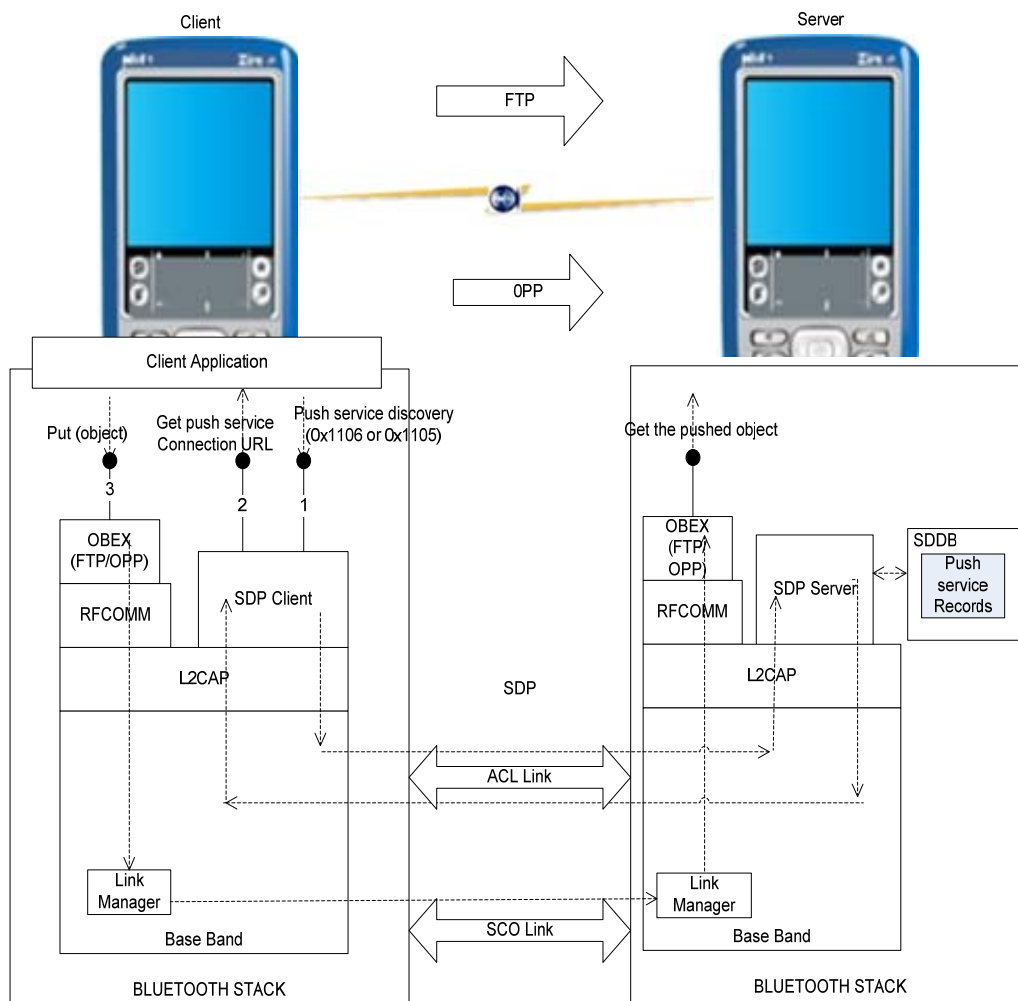 Client
Server
Zire
Zire
FTP
0PP
Client Application
Put (object)
Get push service
Connection URL
Push service discovery
(0x1106 or 0x1105)
Get the pushed object
3
2
1
OBEX
(FTP/OPP)
SDP Client
RFCOMM
L2CAP
OBEX
(FTP/
OPP)
SDP Server
RFCOMM
L2CAP
SDDB
Push
service
Records
SDP
ACL Link
Link
Manager
Link
Manager
SCO Link
Base Band
Base Band
BLUETOOTH STACK
BLUETOOTH STACK